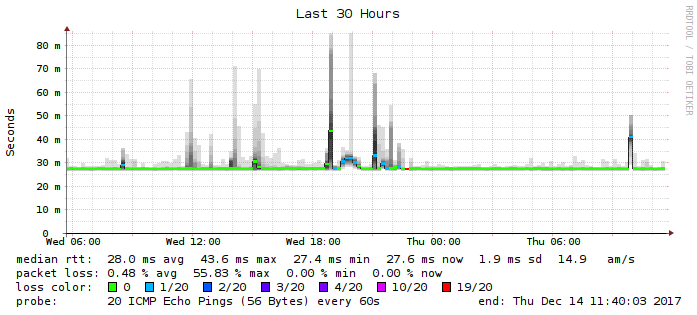 Last 30 Hours
RRDTOOL / TOBI OETIKER
Seconds
80 m
70 m
60 m
50 m
40 m
30 m
20 m
10 m
0
Wed 06:00 Wed 12:00 Wed 18:00 Thu 00:00 Thu 06:00
median rtt: 28.0 ms avg 43.6 ms max 27.4 ms min 27.6 ms now 1.9 ms sd 14.9 am/s
packet loss: 0.48 % avg 55.83 % max 0.00 % min 0.00 % now
loss color: 0 1/20 2/20 3/20 4/20 10/20 19/20
probe: 20 ICMP Echo Pings (56 Bytes) every 60s end: Thu Dec 14 11:40:03 2017